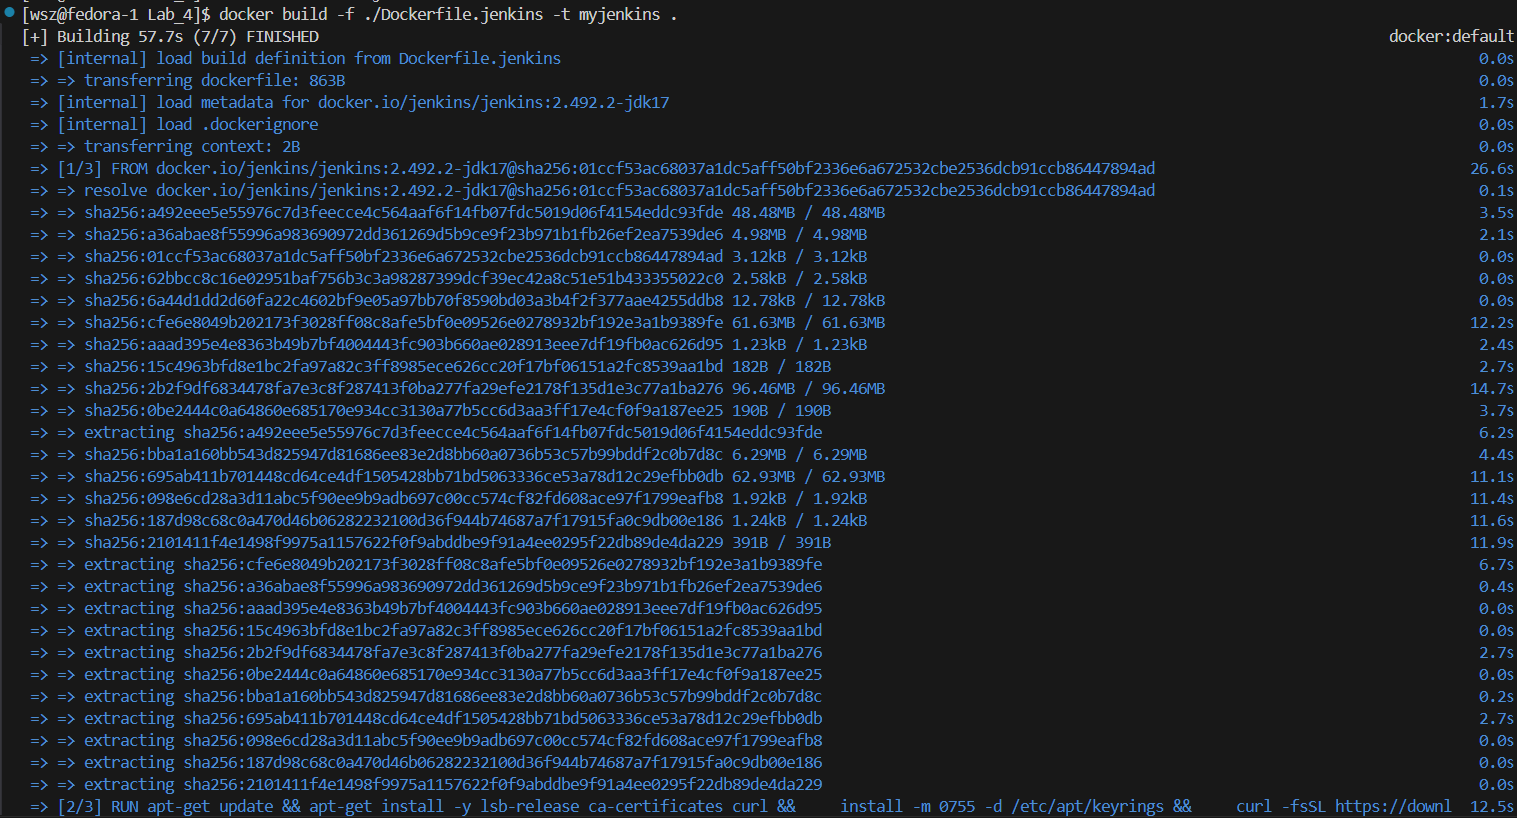 [wsz@fedora-1 Lab_4]$ docker build -f ./Dockerfile.jenkins -t myjenkins .
[+] Building 57.7s (7/7) FINISHED docker:default
=> [internal] load build definition from Dockerfile.jenkins 0.0s
=> => transferring dockerfile: 863B 0.0s
=> [internal] load metadata for docker.io/jenkins/jenkins:2.492.2-jdk17 1.7s
=> [internal] load .dockerignore 0.0s
=> => transferring context: 2B 0.0s
=> [1/3] FROM docker.io/jenkins/jenkins:2.492.2-jdk17@sha256:01ccf53ac68037a1dc5aff50bf2336e6a672532cbe2536dcb91ccb86447894ad 26.6s
=> => resolve docker.io/jenkins/jenkins:2.492.2-jdk17@sha256:01ccf53ac68037a1dc5aff50bf2336e6a672532cbe2536dcb91ccb86447894ad 0.1s
=> => sha256:a492eee5e55976c7d3feecce4c564aaf6f14fb07fdc5019d06f4154eddc93fde 48.48MB / 48.48MB 3.5s
=> => sha256:a36abae8f55996a983690972dd361269d5b9ce9f23b971b1fb26ef2ea7539de6 4.98MB / 4.98MB 2.1s
=> => sha256:01ccf53ac68037a1dc5aff50bf2336e6a672532cbe2536dcb91ccb86447894ad 3.12kB / 3.12kB 0.0s
=> => sha256:62bbcc8c16e02951baf756b3c3a98287399dcf39ec42a8c51e51b433355022c0 2.58kB / 2.58kB 0.0s
=> => sha256:6a44d1dd2d60fa22c4602bf9e05a97bb70f8590bd03a3b4f2f377aae4255ddb8 12.78kB / 12.78kB 0.0s
=> => sha256:cfe6e8049b202173f3028ff08c8afe5bf0e09526e0278932bf192e3a1b9389fe 61.63MB / 61.63MB 12.2s
=> => sha256:aaad395e4e8363b49b7bf4004443fc903b660ae028913eee7df19fb0ac626d95 1.23kB / 1.23kB 2.4s
=> => sha256:15c4963bfd8e1bc2fa97a82c3ff8985ece626cc20f17bf06151a2fc8539aa1bd 182B / 182B 2.7s
=> => sha256:2b2f9df6834478fa7e3c8f287413f0ba277fa29efe2178f135d1e3c77a1ba276 96.46MB / 96.46MB 14.7s
=> => sha256:0be2444c0a64860e685170e934cc3130a77b5cc6d3aa3ff17e4cf0f9a187ee25 190B / 190B 3.7s
=> => extracting sha256:a492eee5e55976c7d3feecce4c564aaf6f14fb07fdc5019d06f4154eddc93fde 6.2s
=> => sha256:bba1a160bb543d825947d81686ee83e2d8bb60a0736b53c57b99bddf2c0b7d8c 6.29MB / 6.29MB 4.4s
=> => sha256:695ab411b701448cd64ce4df1505428bb71bd5063336ce53a78d12c29efbb0db 62.93MB / 62.93MB 11.1s
=> => sha256:098e6cd28a3d11abc5f90ee9b9adb697c00cc574cf82fd608ace97f1799eafb8 1.92kB / 1.92kB 11.4s
=> => sha256:187d98c68c0a470d46b06282232100d36f944b74687a7f17915fa0c9db00e186 1.24kB / 1.24kB 11.6s
=> => sha256:2101411f4e1498f9975a1157622f0f9abddbe9f91a4ee0295f22db89de4da229 391B / 391B 11.9s
=> => extracting sha256:cfe6e8049b202173f3028ff08c8afe5bf0e09526e0278932bf192e3a1b9389fe 6.7s
=> => extracting sha256:a36abae8f55996a983690972dd361269d5b9ce9f23b971b1fb26ef2ea7539de6 0.4s
=> => extracting sha256:aaad395e4e8363b49b7bf4004443fc903b660ae028913eee7df19fb0ac626d95 0.0s
=> => extracting sha256:15c4963bfd8e1bc2fa97a82c3ff8985ece626cc20f17bf06151a2fc8539aa1bd 0.0s
=> => extracting sha256:2b2f9df6834478fa7e3c8f287413f0ba277fa29efe2178f135d1e3c77a1ba276 2.7s
=> => extracting sha256:0be2444c0a64860e685170e934cc3130a77b5cc6d3aa3ff17e4cf0f9a187ee25 0.0s
=> => extracting sha256:bba1a160bb543d825947d81686ee83e2d8bb60a0736b53c57b99bddf2c0b7d8c 0.2s
=> => extracting sha256:695ab411b701448cd64ce4df1505428bb71bd5063336ce53a78d12c29efbb0db 2.7s
=> => extracting sha256:098e6cd28a3d11abc5f90ee9b9adb697c00cc574cf82fd608ace97f1799eafb8 0.0s
=> => extracting sha256:187d98c68c0a470d46b06282232100d36f944b74687a7f17915fa0c9db00e186 0.0s
=> => extracting sha256:2101411f4e1498f9975a1157622f0f9abddbe9f91a4ee0295f22db89de4da229 0.0s
=> [2/3] RUN apt-get update && apt-get install -y lsb-release ca-certificates curl &&     install -m 0755 -d /etc/apt/keyrings &&     curl -fsSL https://downl 12.5s